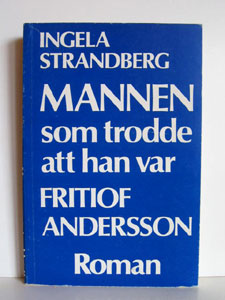 INGELA
STRANDBERG
MANNEN
som trodde
att han var
FRITIOF
ANDERSSON
Roman